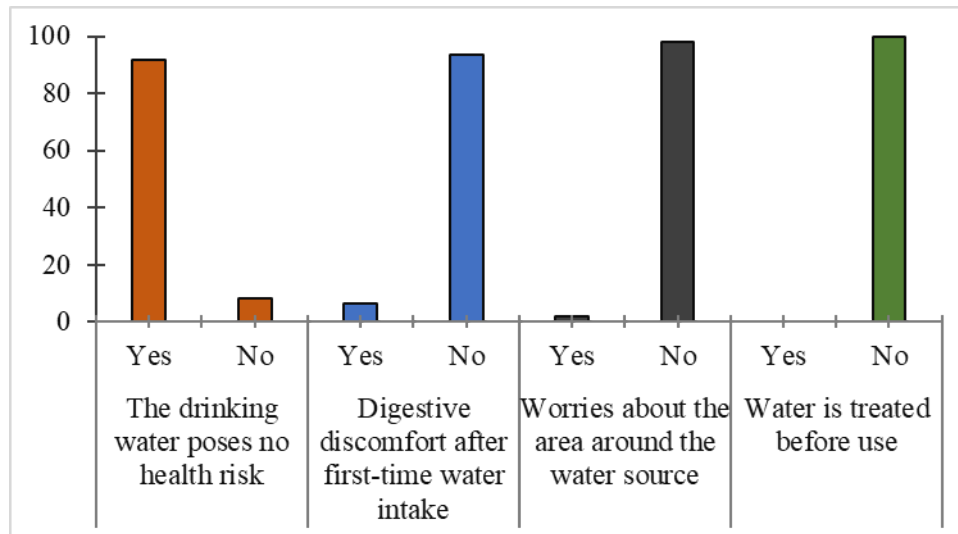 100
80
60
40
20
0
Yes No Yes No Yes No Yes No
The drinking water poses no health risk
Digestive discomfort after first-time water intake
Worries about the area around the water source
Water is treated before use